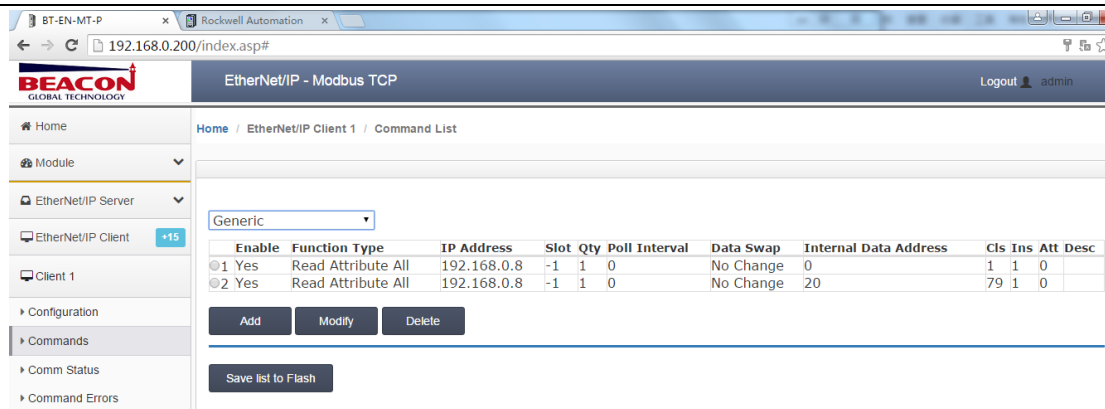 BT-EN-MT-P × Rockwell Automation ×
192.168.0.200/index.asp#
BEACON
GLOBAL TECHNOLOGY
EtherNet/IP - Modbus TCP
Logout admin
Home
Home / EtherNet/IP Client 1 / Command List
Module
EtherNet/IP Server
Generic
EtherNet/IP Client +15
Enable Function Type IP Address Slot Qty Poll Interval Data Swap Internal Data Address Cls Ins Att Desc
1 Yes Read Attribute All 192.168.0.8 -1 1 0 No Change 0 1 1 0
2 Yes Read Attribute All 192.168.0.8 -1 1 0 No Change 20 79 1 0
Client 1
Configuration
Add Modify Delete
Commands
Comm Status
Save list to Flash
Command Errors